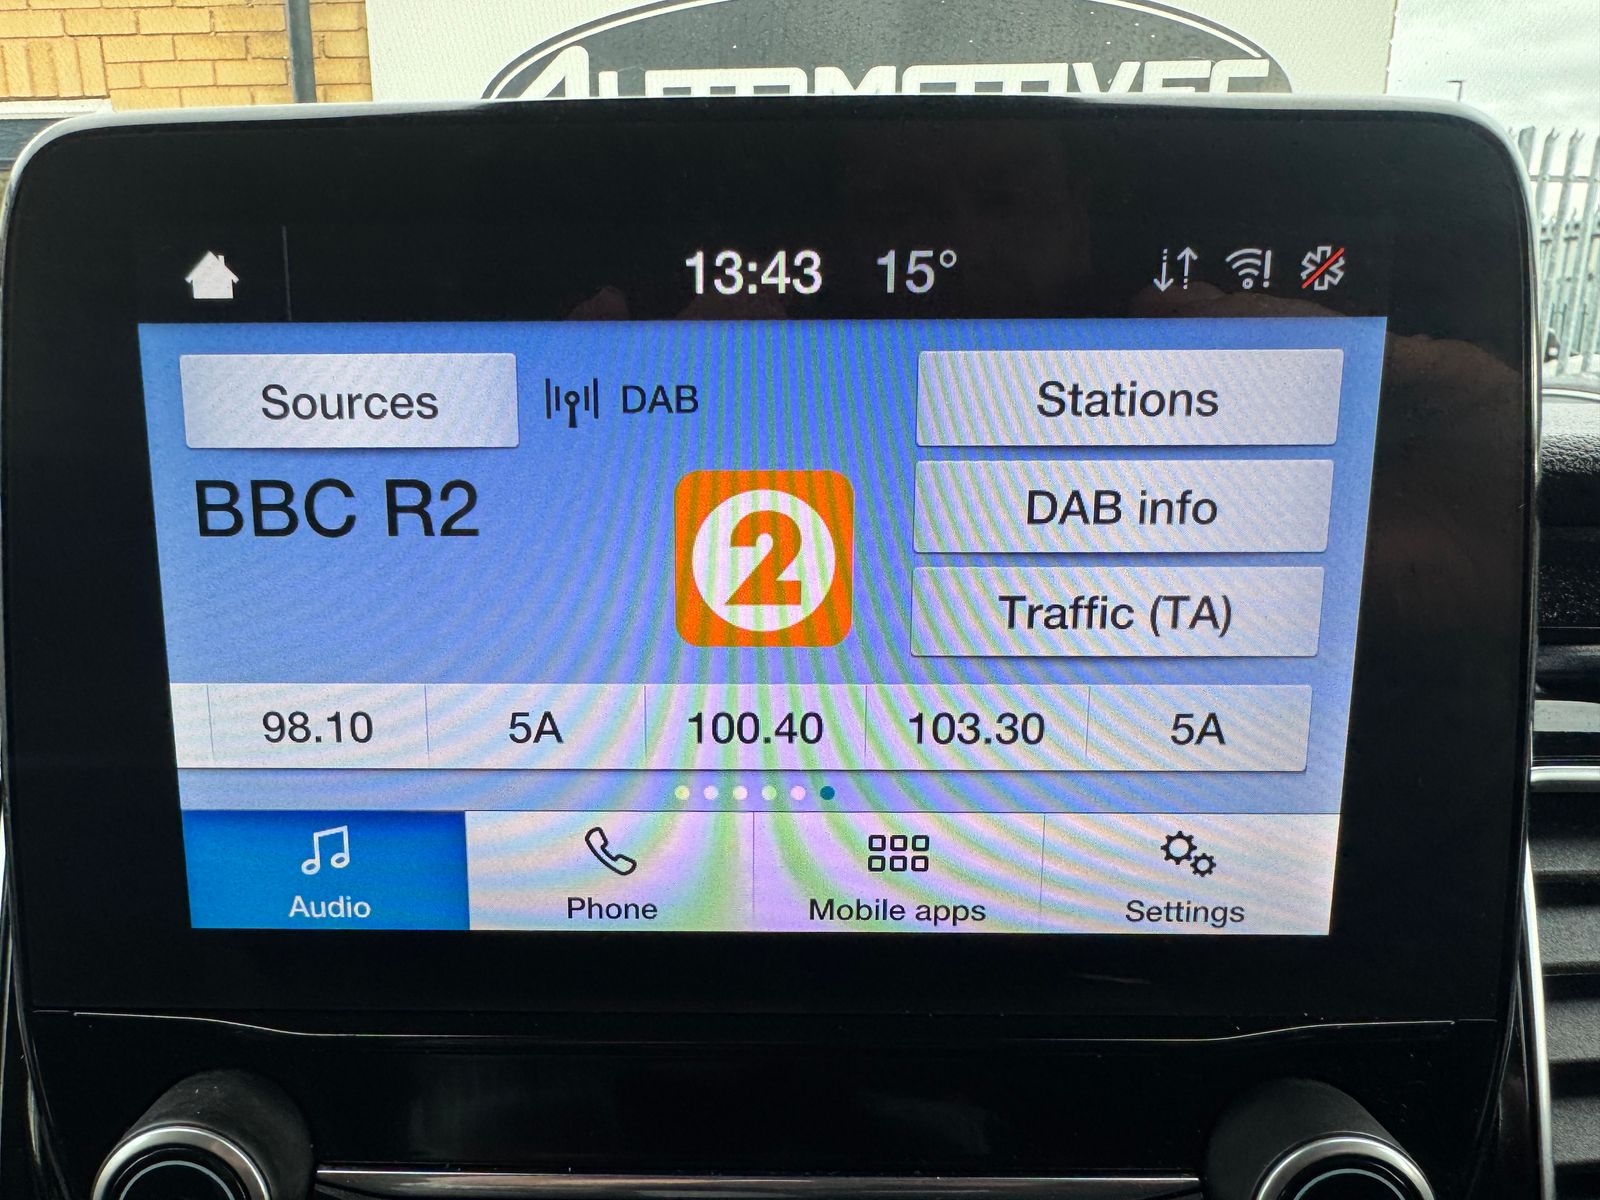 AUTOMOTIVES
13:43 15°
Sources DAB Stations
BBC R2
2
DAB info
Traffic (TA)
98.10 5A 100.40 103.30 5A
Audio Phone Mobile apps Settings